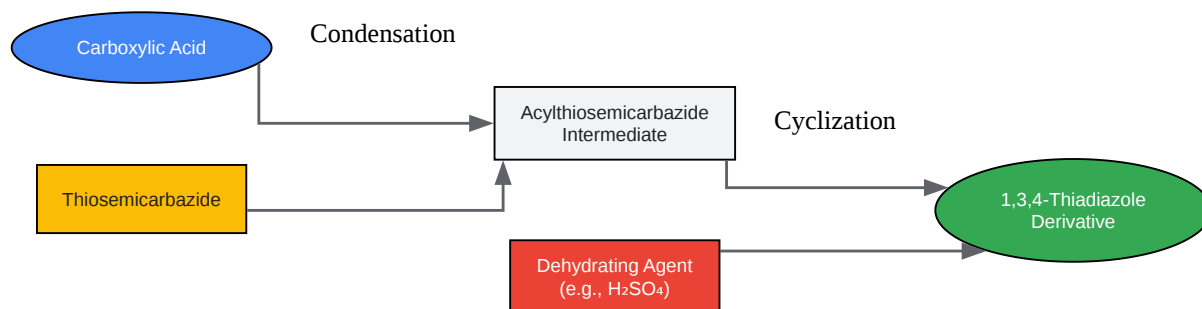 Carboxylic Acid
Condensation
Acylthiosemicarbazide
Intermediate
Cyclization
Thiosemicarbazide
1,3,4-Thiadiazole
Derivative
Dehydrating Agent
(e.g., H₂SO₄)